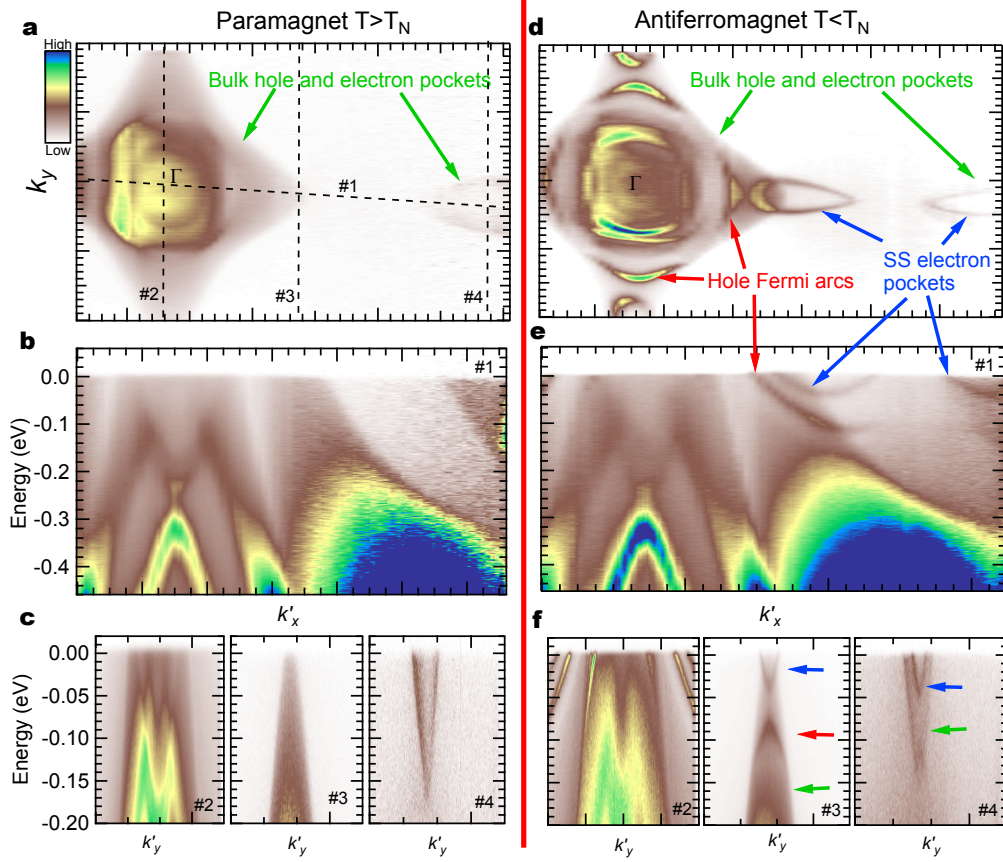 Paramagnet T>T_N
Antiferromagnet T<T_N
a
High
Low
Bulk hole and electron pockets
Γ
#1
#2
#3
#4
k_y
d
Bulk hole and electron pockets
Γ
Hole Fermi arcs
SS electron
pockets
b
#1
0.0
-0.1
-0.2
-0.3
-0.4
Energy (eV)
k'_x
e
#1
k'_x
c
0.00
-0.05
-0.10
-0.15
-0.20
Energy (eV)
#2
#3
#4
k'_y
k'_y
k'_y
f
#2
#3
#4
k'_y
k'_y
k'_y